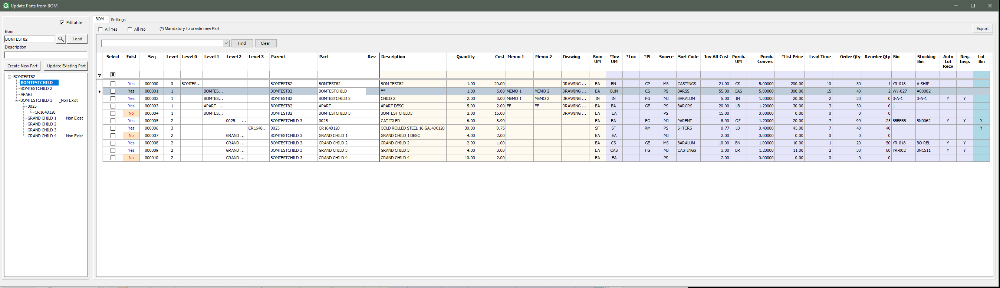 Update Parts from BOM
Editable
Bom
BOMTEST82 Load
Description
Create New Part Update Existing Part
BOMTEST82
BOMTESTCHILD
BOMTESTCHILD 2
APART
BOMTESTCHILD 3 _Non Exist
0025
CR1648120
GRAND CHILD 1 _Non Exist
GRAND CHILD 2
GRAND CHILD 3
GRAND CHILD 4 _Non Exist
BOM Settings
All Yes All No (*) Mandatory to create new Part Export
Find Clear
Select Exist Seq Level Level 0 Level 1 Level 2 Level 3 Parent Part Rev Description Quantity Cost Memo 1 Memo 2 Drawing Bom UM *Inv UM *Loc *PL Source Sort Code Inv Alt Cost Purch. UM Purch. Conver. *List Price Lead Time Order Qty Reorder Qty Bin Stocking Bin Auto Lot Recv Req. Insp. Lot Bin
Yes 000000 0 BOMTES... BOMTEST82 BOMTEST82 BOM TEST82 1.00 20.00 DRAWING ... EA BN CP MS CASTINGS 21.00 CS 5.00000 200.00 10 30 1 YR-018 A-SHIP
Yes 000001 1 BOMTES... BOMTEST82 BOMTESTCHILD ** 1.00 5.00 MEMO 1 MEMO 2 DRAWING ... EA BUN CS PS BARSS 55.00 CAS 5.00000 300.00 15 40 2 WV-027 A00002
Yes 000002 1 BOMTES... BOMTEST82 BOMTESTCHILD 2 CHILD 2 2.00 3.00 MEMO 1 MEMO 2 DRAWING ... IN IN FG MJ BARALUM 5.00 IN 1.00000 20.00 2 20 0 3-A-1 3-A-1 Y Y
Yes 000003 1 APART ... BOMTEST82 APART APART DESC 5.00 2.00 FF FF DRAWING ... EA EA GE PS BARCRS 20.00 LB 1.20000 30.00 3 30 0 1
No 000004 1 BOMTES... BOMTEST82 BOMTESTCHILD 3 BOMTEST CHILD3 2.00 15.00 DRAWING ... EA EA PS 15.00 0.00000 0.00 0 0 0
Yes 000005 2 0025 ... BOMTESTCHILD 3 0025 CAT IDLER 6.00 8.90 EA EA FG MJ PARENT 8.90 OZ 1.20000 20.00 7 99 25 BBBBBB BN0062 Y Y Y
Yes 000006 3 CR1648... 0025 CR1648120 COLD ROLLED STEEL 16 GA.48X120 30.00 0.75 SF SF RM PS SHTCRS 0.77 LB 0.40000 45.00 7 40 40 Y
No 000007 2 GRAND ... BOMTESTCHILD 3 GRAND CHILD 1 GRAND CHILD 1 DESC 4.00 2.00 EA EA MJ 2.00 0.00000 0.00 0 0 0
Yes 000008 2 GRAND ... BOMTESTCHILD 3 GRAND CHILD 2 GRAND CHILD 2 2.00 1.00 EA CS GE MS BARALUM 10.00 BN 1.00000 10.00 1 20 50 YR-018 BO-REL Y Y
Yes 000009 2 GRAND ... BOMTESTCHILD 3 GRAND CHILD 3 GRAND CHILD 3 4.00 3.00 EA CAS FG MJ CASTINGS 3.00 BR 1.20000 11.00 2 30 60 YR-002 BN1511 Y Y
No 000010 2 GRAND ... BOMTESTCHILD 3 GRAND CHILD 4 GRAND CHILD 4 10.00 2.00 EA EA PS 2.00 0.00000 0.00 0 0 0